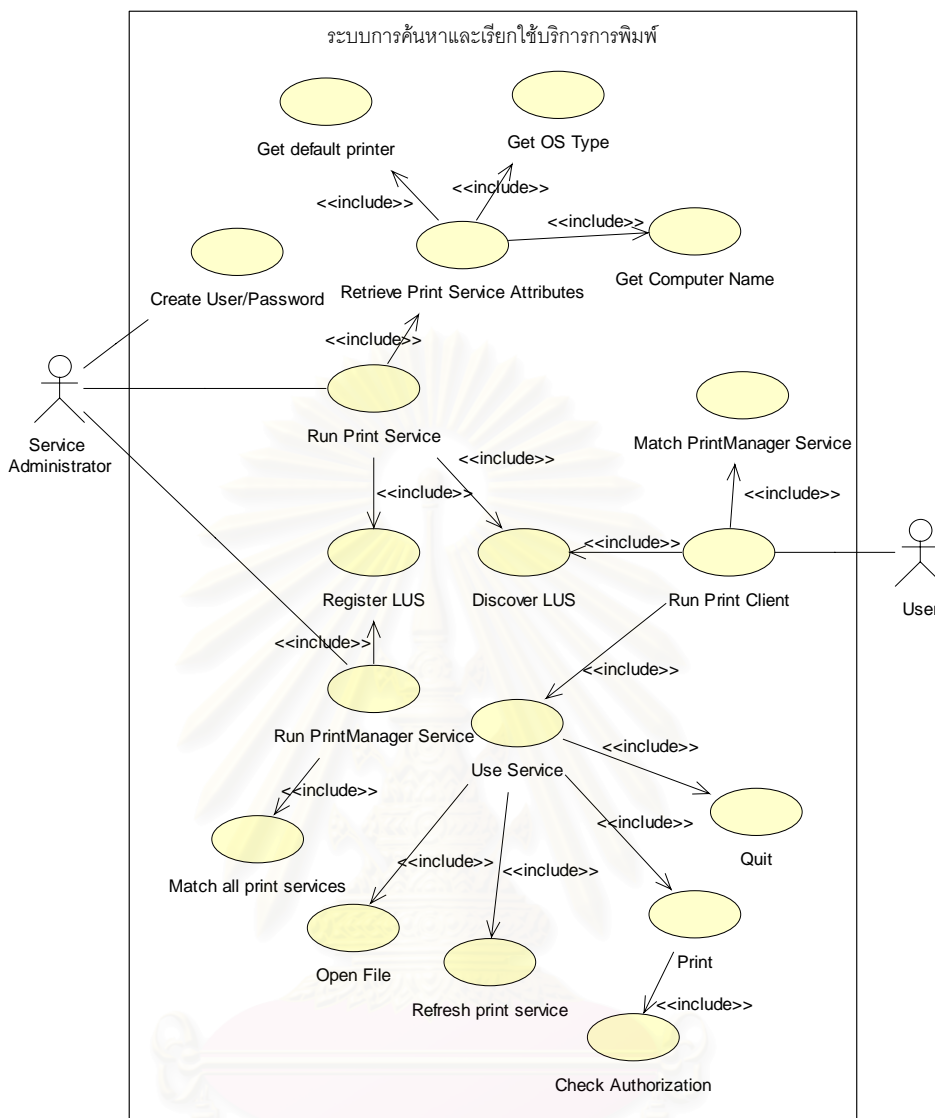 ระบบการค้นหาและเรียกใช้บริการการพิมพ์
Get default printer
Get OS Type
<<include>>
<<include>>
<<include>>
Create User/Password
Retrieve Print Service Attributes
Get Computer Name
<<include>>
Service
Administrator
Run Print Service
Match PrintManager Service
<<include>>
<<include>>
<<include>>
<<include>>
Register LUS
Discover LUS
Run Print Client
User
<<include>>
<<include>>
Run PrintManager Service
Use Service
<<include>>
<<include>>
<<include>>
Quit
Match all print services
<<include>>
<<include>>
Open File
Refresh print service
Print
<<include>>
Check Authorization